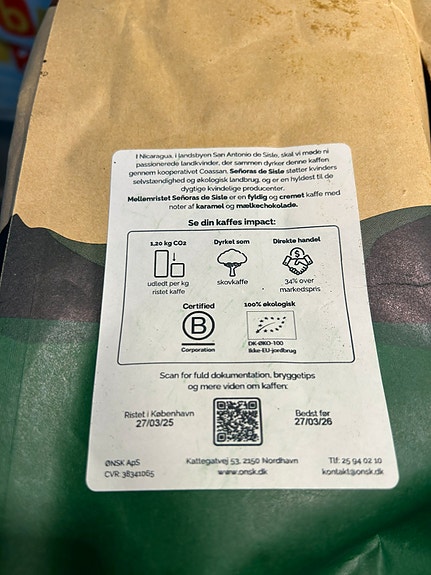 I Nicaragua, i landsbyen San Antonio de Sisle, skal vi møde ni
passionerede landkvinder, der sammen dyrker denne kaffen
gennem kooperativet Coassan. Señoras de Sisle støtter kvinders
selvstændighed og økologisk landbrug, og er en hyldest til de
dygtige kvindelige producenter.
Mellemristet Señoras de Sisle er en fyldig og cremet kaffe med
noter af karamel og mælkechokolade.
Se din kaffes impact:
1,20 kg CO2 Dyrket som Direkte handel
udledt per kg skovkaffe 34% over
ristet kaffe markedspris
Certified 100% økologisk
B DK-ØKO-100
Corporation Ikke-EU-jordbrug
Scan for fuld dokumentation, bryggetips
og mere viden om kaffen:
Ristet i København Bedst før
27/03/25 27/03/26
ØNSK ApS Kattegatvej 53, 2150 Nordhavn Tlf: 25 94 02 10
CVR: 38341065 www.onsk.dk kontakt@onsk.dk